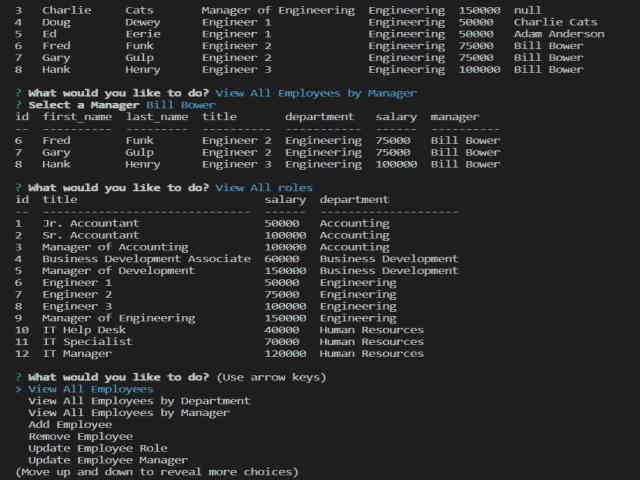 3   Charlie     Cats       Manager of Engineering  Engineering  150000  null
4   Doug        Dewey      Engineer 1              Engineering  50000   Charlie Cats
5   Ed          Eerie      Engineer 1              Engineering  50000   Adam Anderson
6   Fred        Funk       Engineer 2              Engineering  75000   Bill Bower
7   Gary        Gulp       Engineer 2              Engineering  75000   Bill Bower
8   Hank        Henry      Engineer 3              Engineering  100000  Bill Bower
? What would you like to do? View All Employees by Manager
? Select a Manager Bill Bower
id  first_name  last_name  title       department   salary  manager
--  ----------  ---------  ----------  -----------  ------  ----------
6   Fred        Funk       Engineer 2  Engineering  75000   Bill Bower
7   Gary        Gulp       Engineer 2  Engineering  75000   Bill Bower
8   Hank        Henry      Engineer 3  Engineering  100000  Bill Bower
? What would you like to do? View All roles
id  title                           salary  department
--  ------------------------------  ------  --------------------
1   Jr. Accountant                  50000   Accounting
2   Sr. Accountant                  100000  Accounting
3   Manager of Accounting           100000  Accounting
4   Business Development Associate  60000   Business Development
5   Manager of Development          150000  Business Development
6   Engineer 1                      50000   Engineering
7   Engineer 2                      75000   Engineering
8   Engineer 3                      100000  Engineering
9   Manager of Engineering          150000  Engineering
10  IT Help Desk                    40000   Human Resources
11  IT Specialist                   70000   Human Resources
12  IT Manager                      120000  Human Resources
? What would you like to do? (Use arrow keys)
> View All Employees
View All Employees by Department
View All Employees by Manager
Add Employee
Remove Employee
Update Employee Role
Update Employee Manager
(Move up and down to reveal more choices)